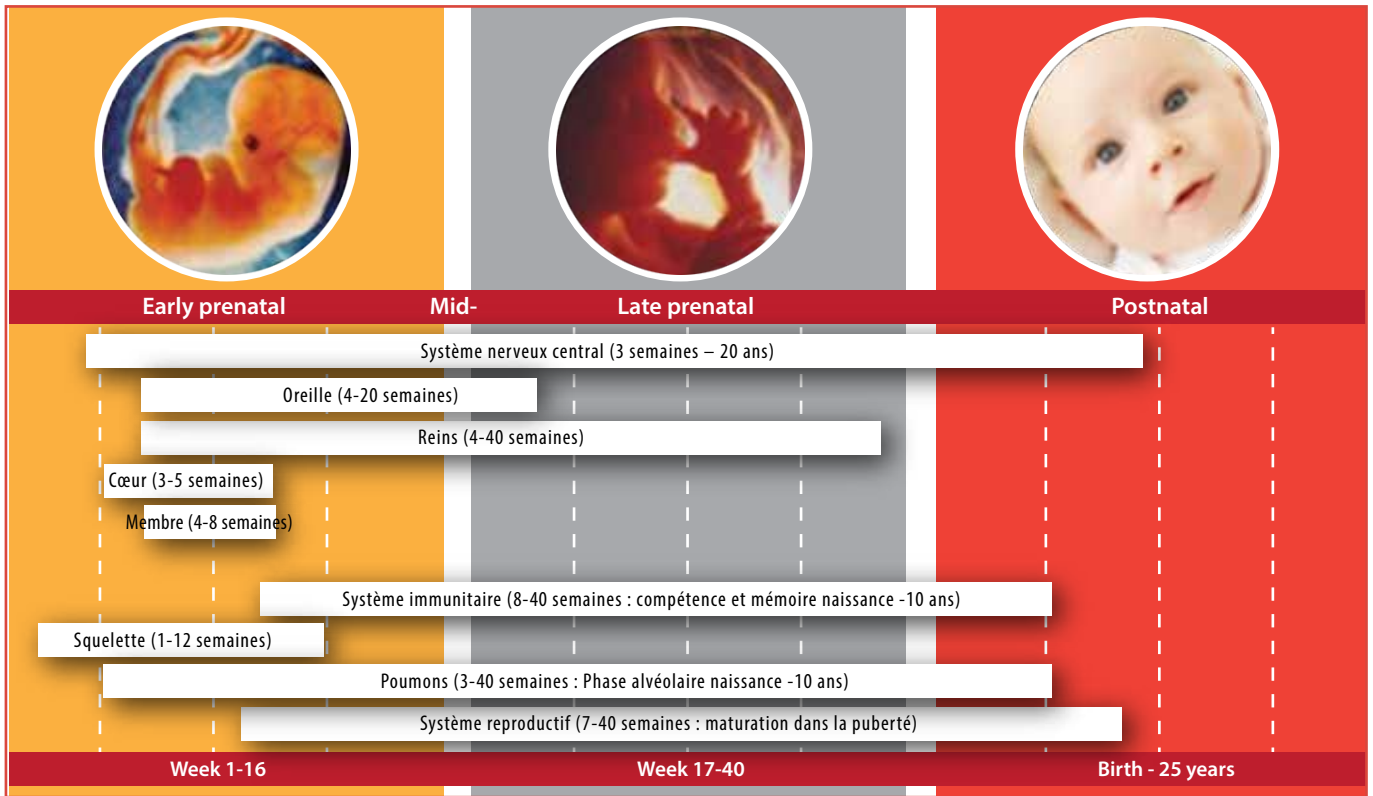 Early prenatal
Mid-
Late prenatal
Postnatal
Système nerveux central (3 semaines – 20 ans)
Oreille (4-20 semaines)
Reins (4-40 semaines)
Cœur (3-5 semaines)
Membre (4-8 semaines)
Système immunitaire (8-40 semaines : compétence et mémoire naissance -10 ans)
Squelette (1-12 semaines)
Poumons (3-40 semaines : Phase alvéolaire naissance -10 ans)
Système reproductif (7-40 semaines : maturation dans la puberté)
Week 1-16
Week 17-40
Birth - 25 years